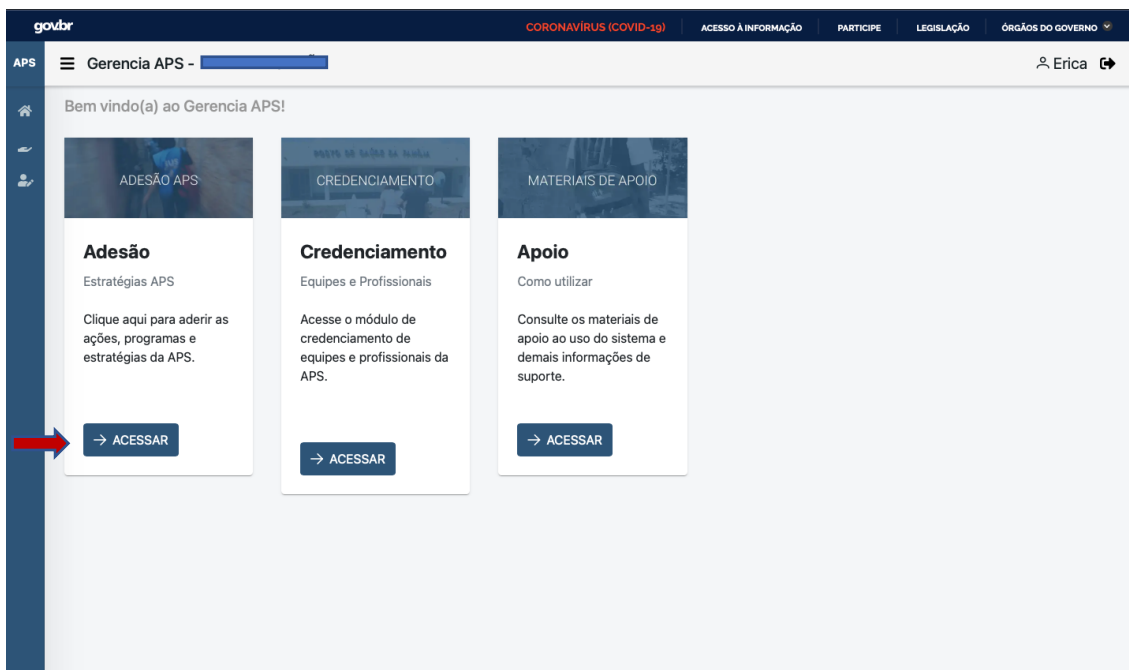 gov.br
CORONAVÍRUS (COVID-19)
ACESSO À INFORMAÇÃO
PARTICIPE
LEGISLAÇÃO
ÓRGÃOS DO GOVERNO
APS
Gerencia APS -
Erica
Bem vindo(a) ao Gerencia APS!
ADESÃO APS
Adesão
Estratégias APS
Clique aqui para aderir as
ações, programas e
estratégias da APS.
ACESSAR
CREDENCIAMENTO
Credenciamento
Equipes e Profissionais
Acesse o módulo de
credenciamento de
equipes e profissionais da
APS.
ACESSAR
MATERIAIS DE APOIO
Apoio
Como utilizar
Consulte os materiais de
apoio ao uso do sistema e
demais informações de
suporte.
ACESSAR